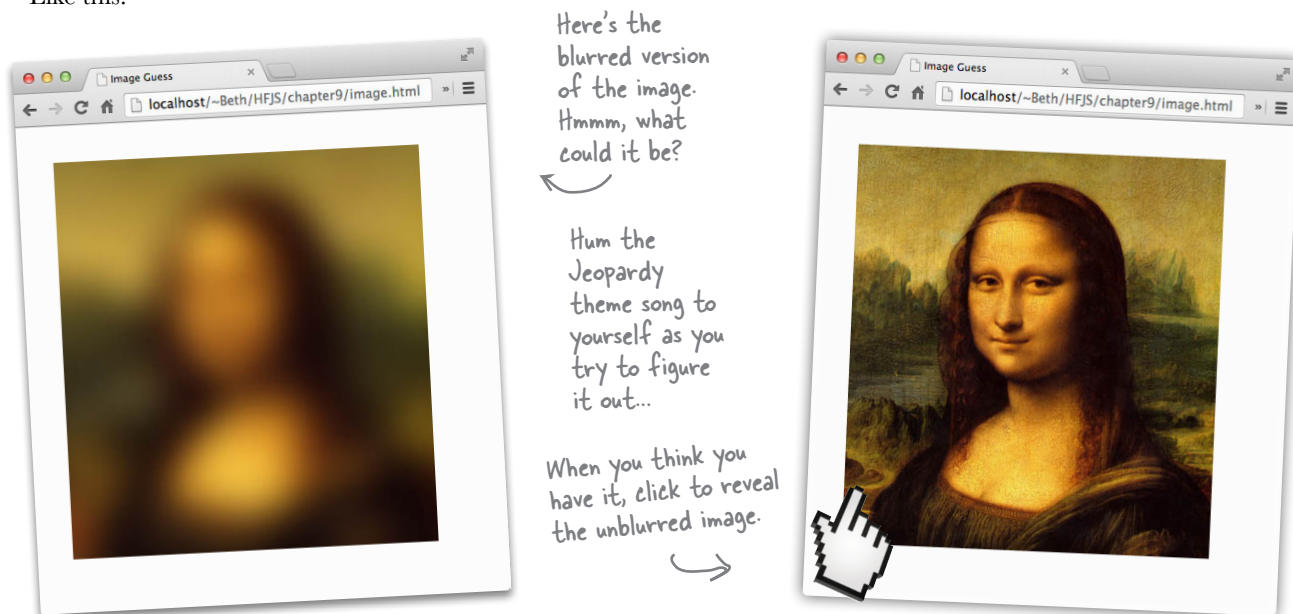 Like this:
Image Guess
localhost/~Beth/HFJS/chapter9/image.html
Here's the
blurred version
of the image.
Hmmm, what
could it be?
Hum the
Jeopardy
theme song to
yourself as you
try to figure
it out...
When you think you
have it, click to reveal
the unblurred image.
Image Guess
localhost/~Beth/HFJS/chapter9/image.html